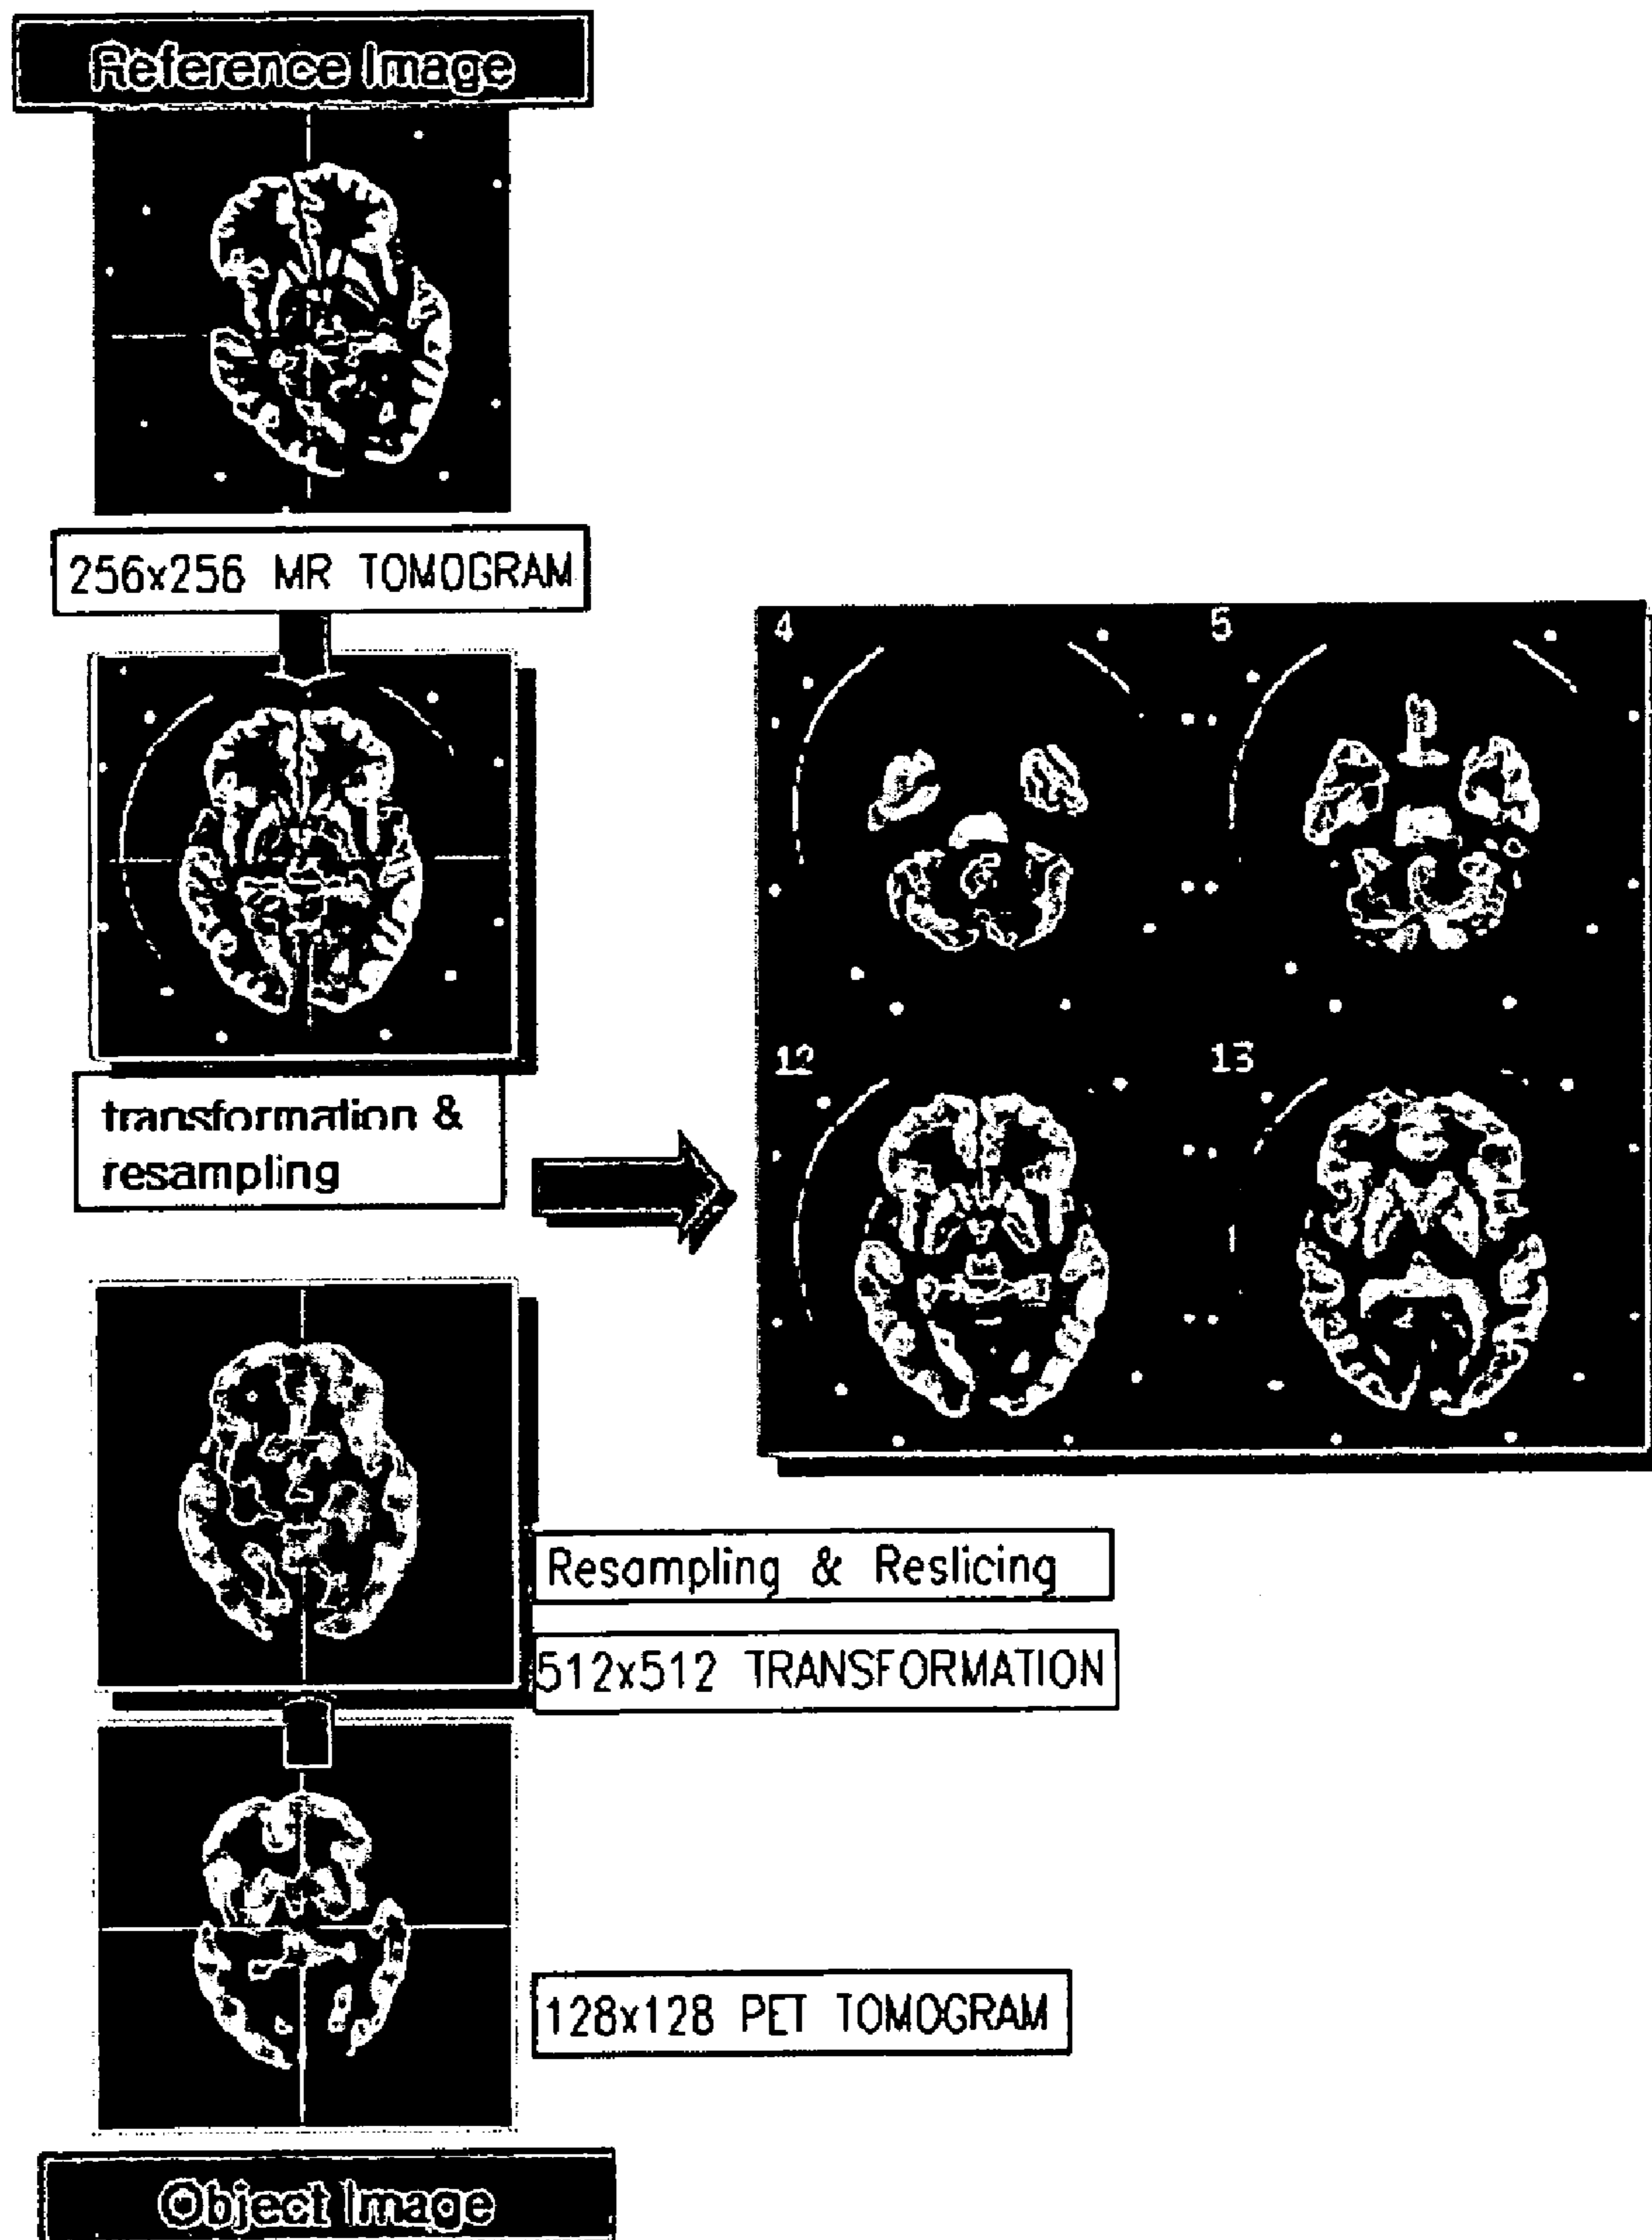 Reference Image
256x256 MR TOMOGRAM
4
5
12
13
transformation &
resampling
Resampling & Reslicing
512x512 TRANSFORMATION
128x128 PET TOMOGRAM
Object Image